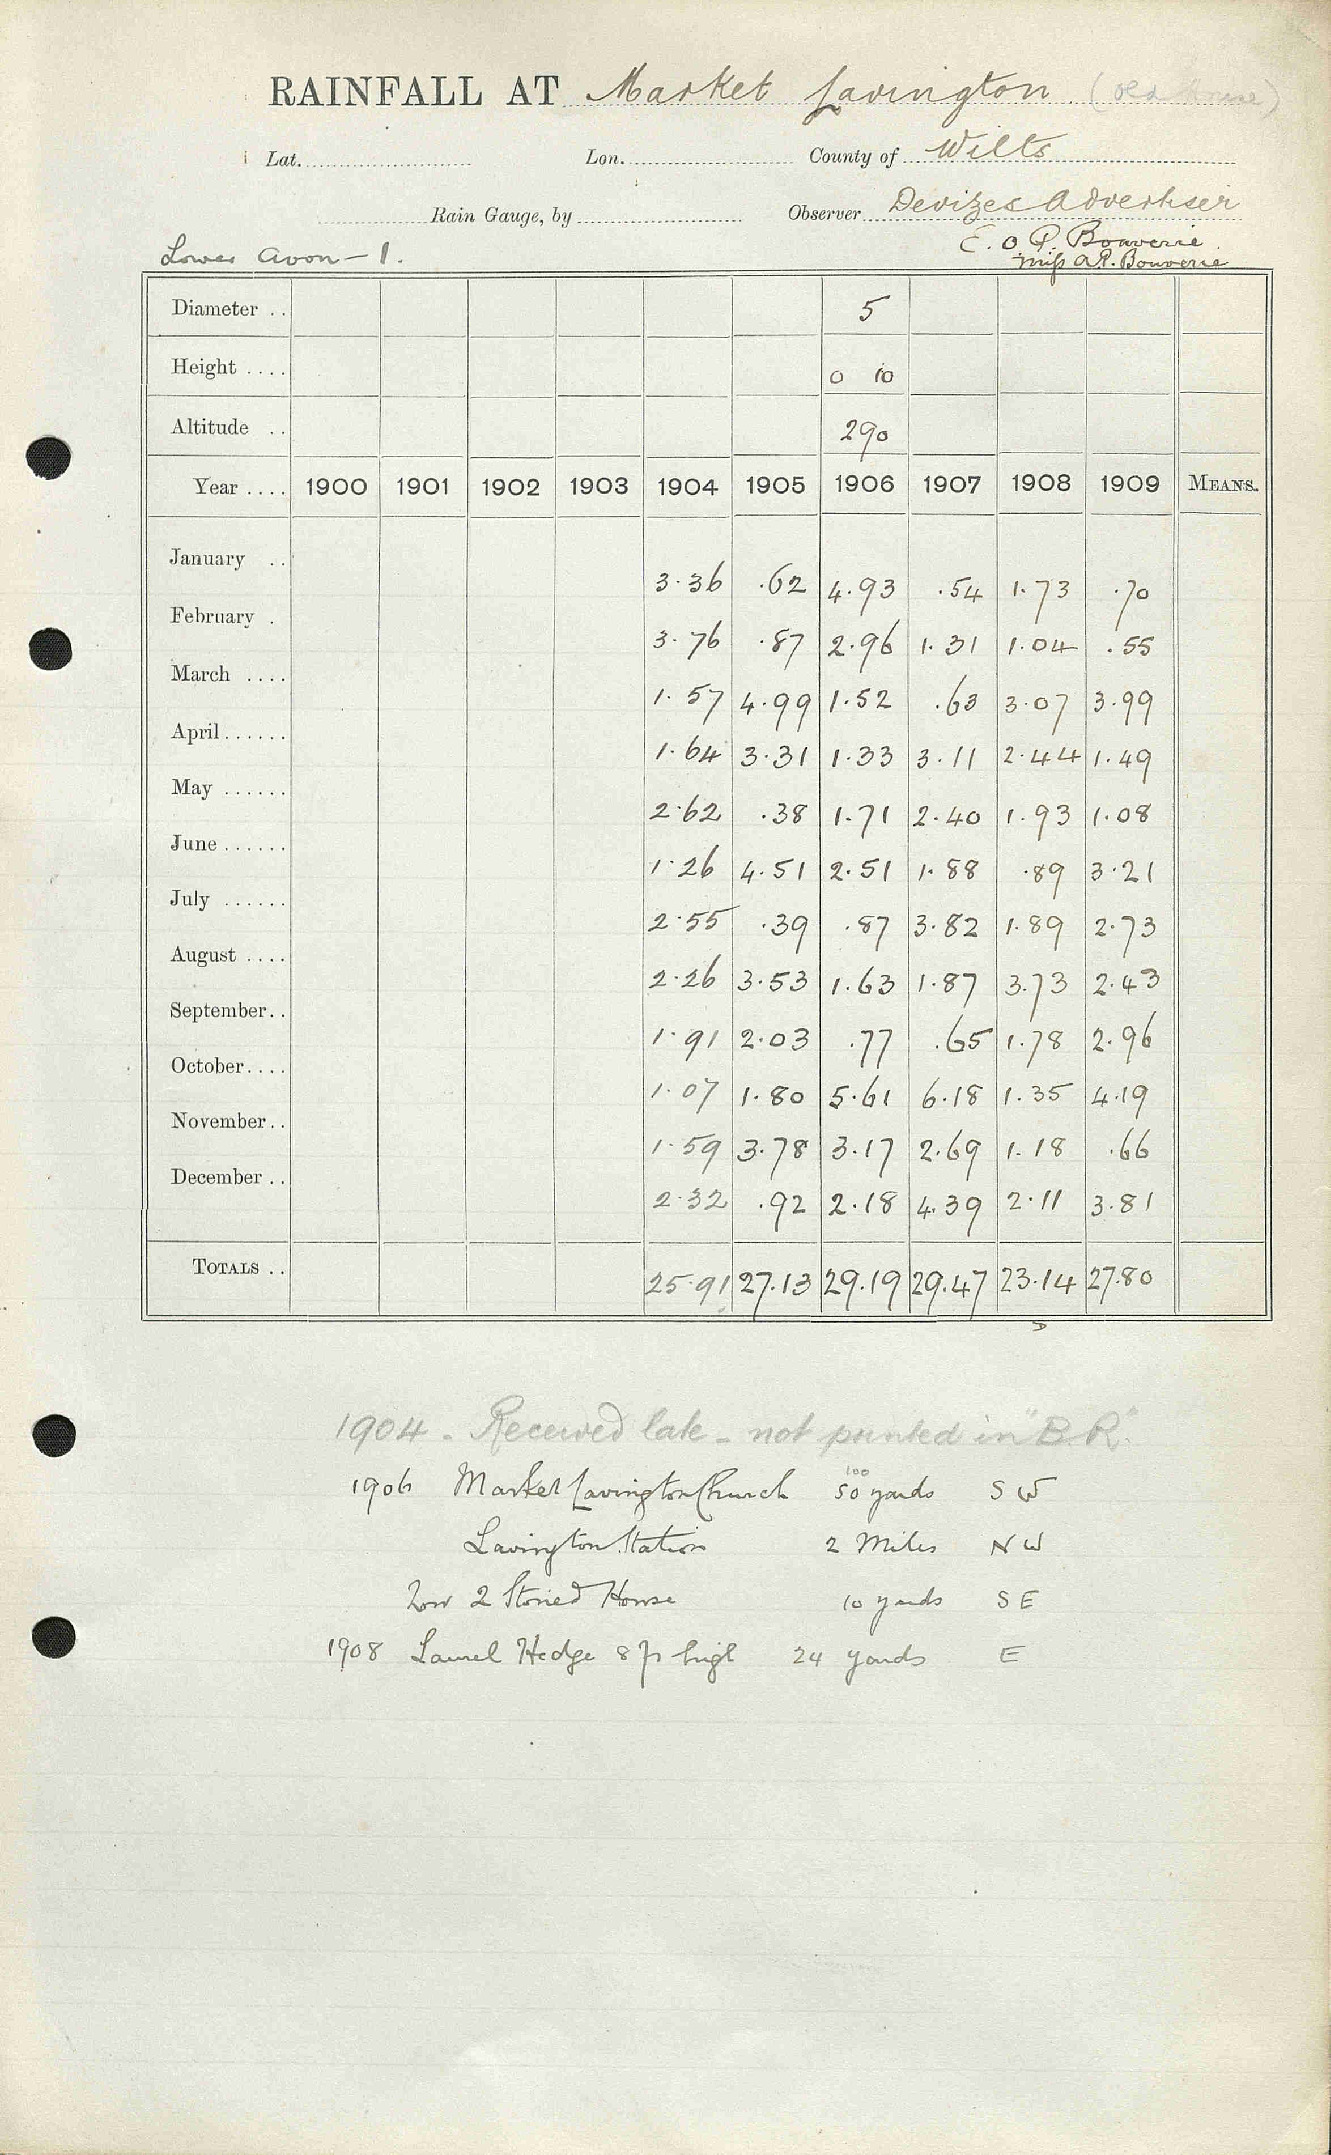 RAINFALL AT Market Lavington (Old House)
Lat. Lon. County of Wilts
Rain Gauge, by Observer Devizes Advertiser
E. O. P. Bouverie
Lower Avon - 1. Miss A.P. Bouverie
Diameter .. 5
Height .... 0 10
Altitude .. 290
Year .... 1900 1901 1902 1903 1904 1905 1906 1907 1908 1909 MEANS.
January .. 3.36 .62 4.93 .54 1.73 .70
February . 3.76 .87 2.96 1.31 1.04 .55
March .... 1.57 4.99 1.52 .63 3.07 3.99
April ...... 1.64 3.31 1.33 3.11 2.44 1.49
May ...... 2.62 .38 1.71 2.40 1.93 1.08
June ...... 1.26 4.51 2.51 1.88 .89 3.21
July ...... 2.55 .39 .87 3.82 1.89 2.73
August .... 2.26 3.53 1.63 1.87 3.73 2.43
September.. 1.91 2.03 .77 .65 1.78 2.96
October.... 1.07 1.80 5.61 6.18 1.35 4.19
November.. 1.59 3.78 3.17 2.69 1.18 .66
December .. 2.32 .92 2.18 4.39 2.11 3.81
TOTALS .. 25.91 27.13 29.19 29.47 23.14 27.80
1904 - Received late - not printed in "B.R."
100
1906 Market Lavington Church 50 yards S W
Lavington Station 2 Miles N W
Low 2 Storied House 10 yards S E
1908 Laurel Hedge 8 ft high 24 yards E